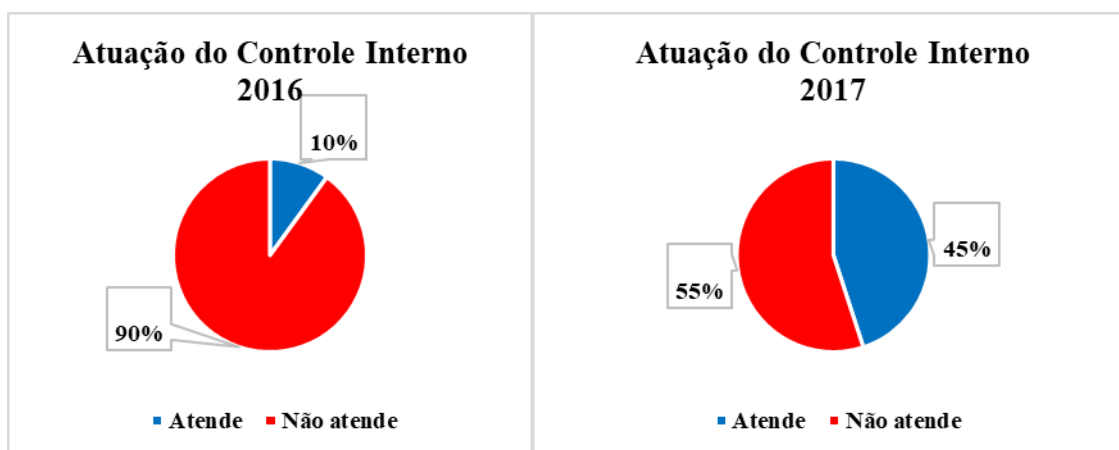 Atuação do Controle Interno
2016
10%
90%
Atende Não atende
Atuação do Controle Interno
2017
45%
55%
Atende Não atende